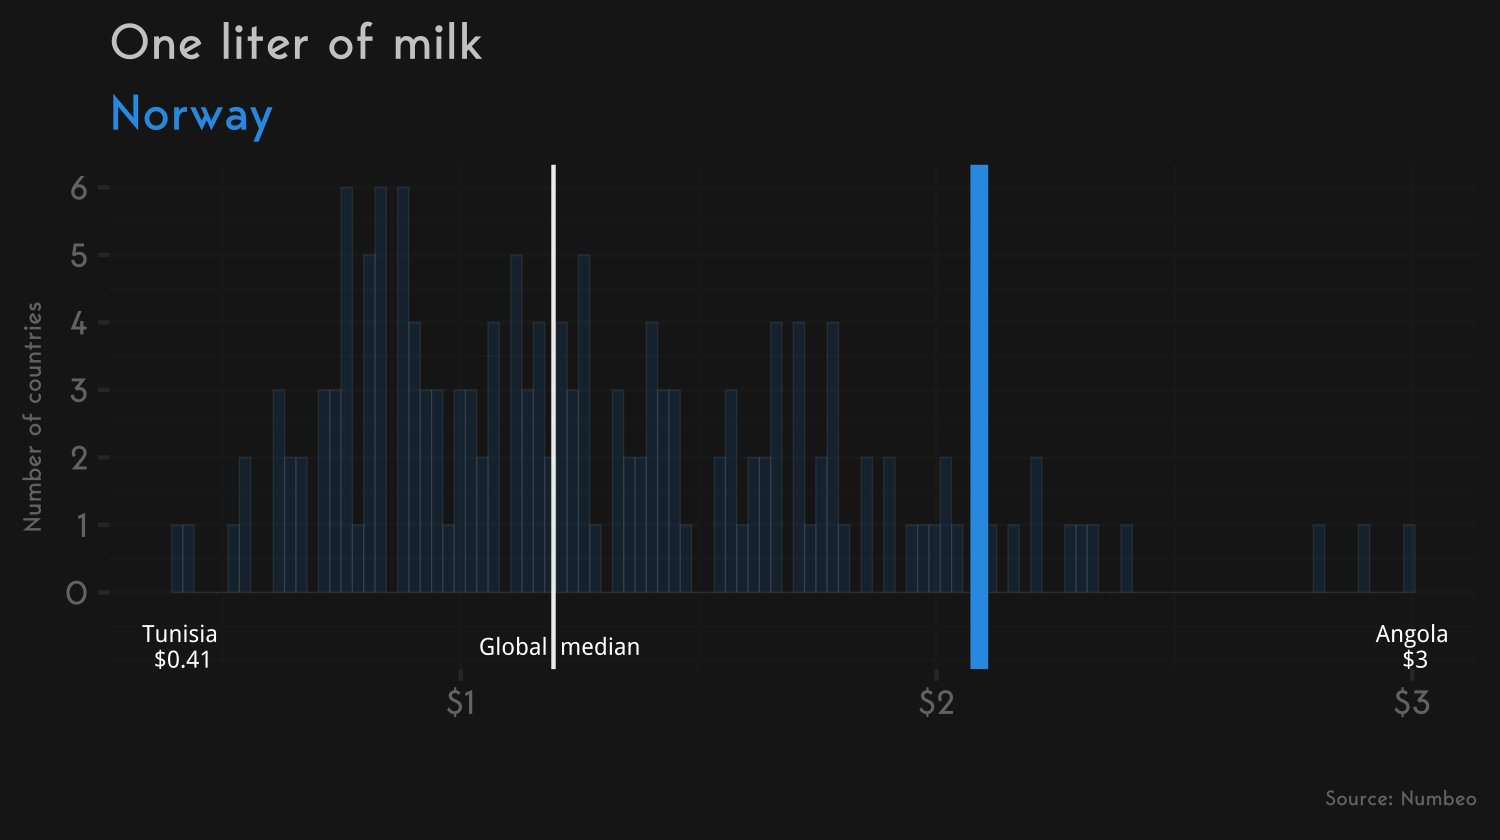 One liter of milk
Norway
Number of countries
6
5
4
3
2
1
0
Tunisia
$0.41
Global median
Angola
$3
$1
$2
$3
Source: Numbeo